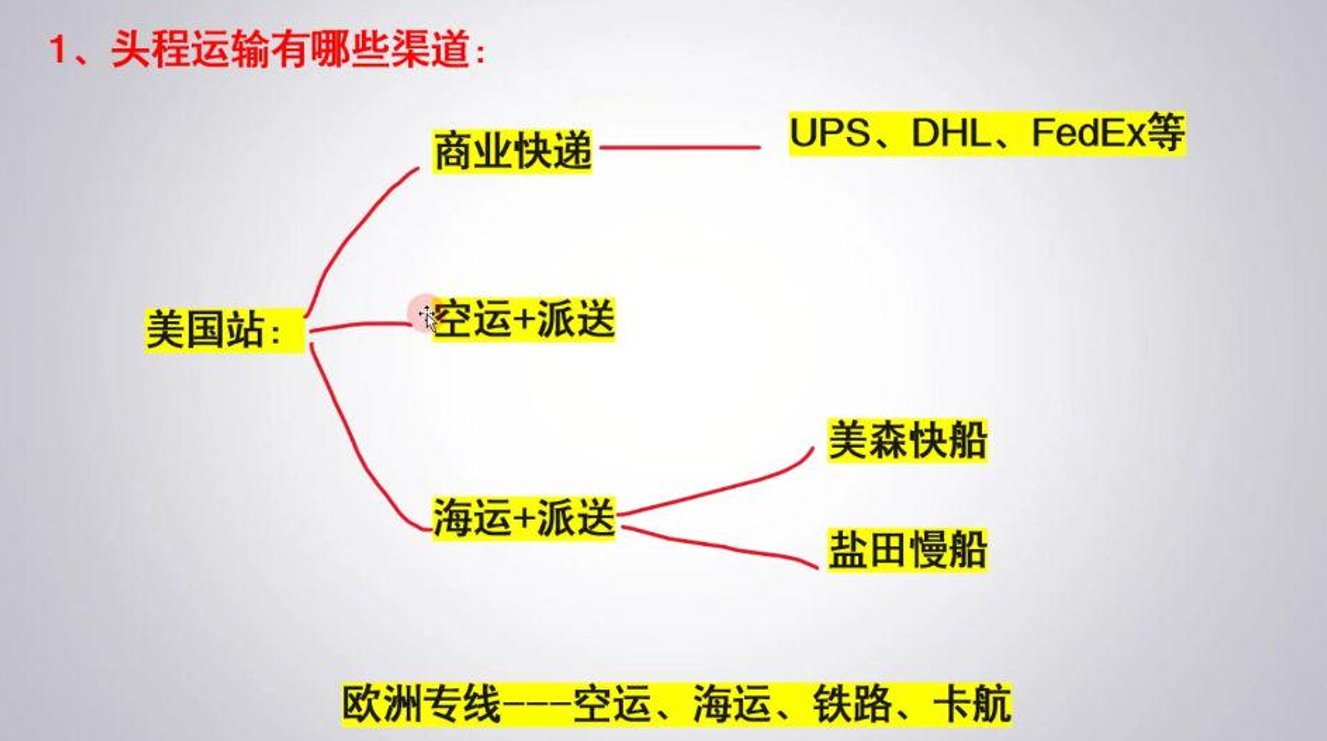 1、头程运输有哪些渠道：
商业快递
UPS、DHL、FedEx等
美国站：
空运+派送
美森快船
海运+派送
盐田慢船
欧洲专线---空运、海运、铁路、卡航